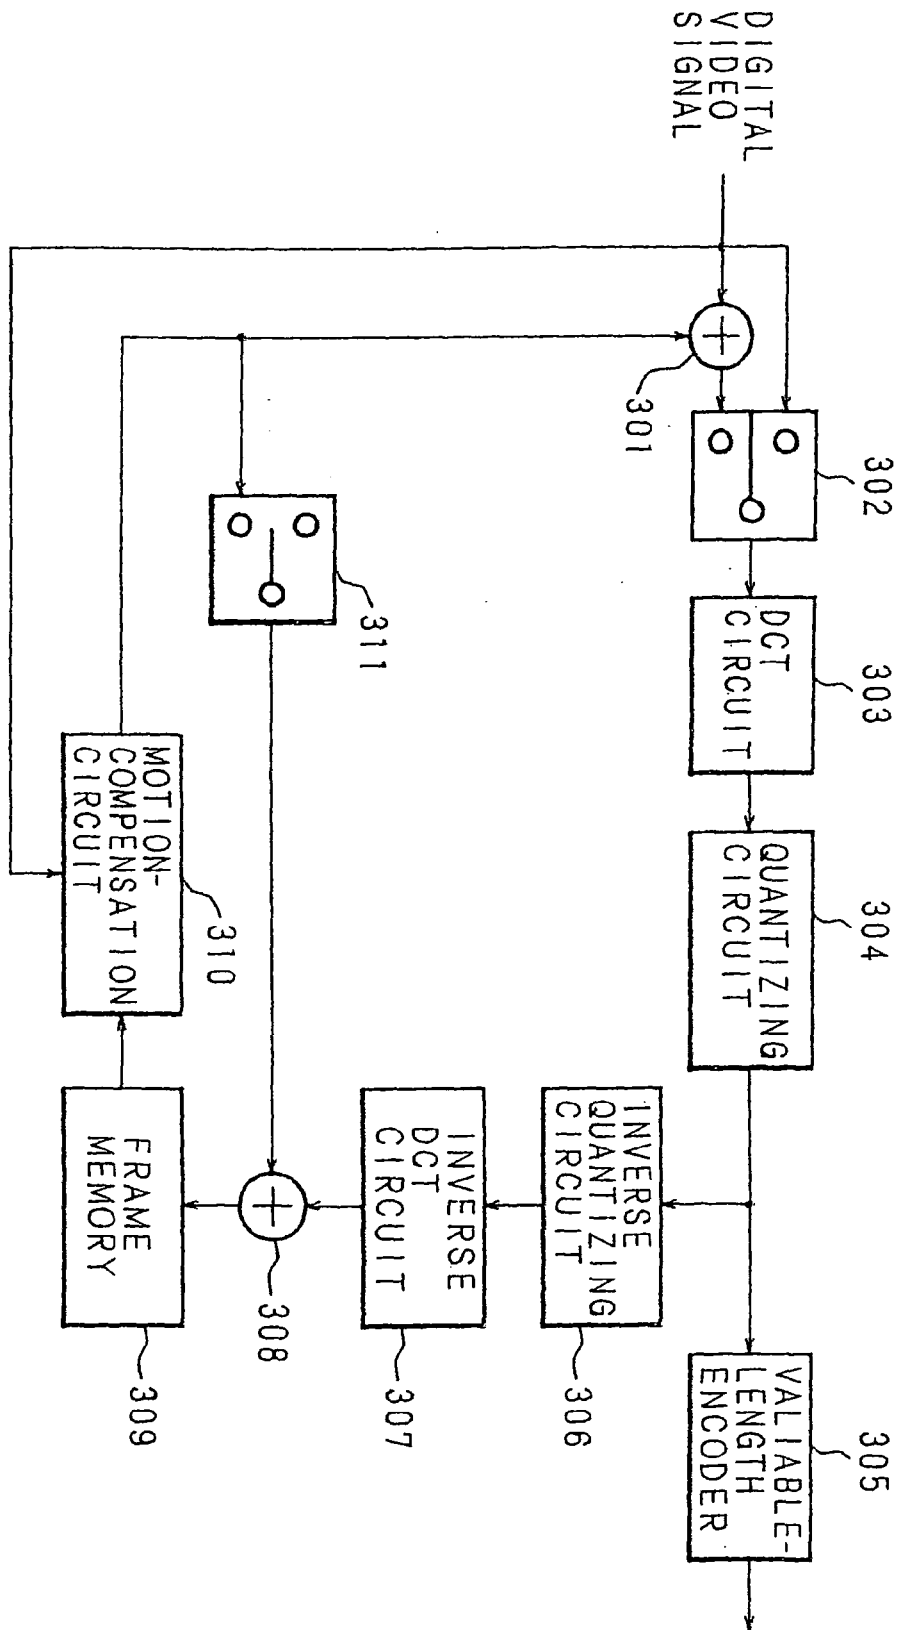 DIGITAL
VIDEO
SIGNAL
301
302
303
DCT
CIRCUIT
304
QUANTIZING
CIRCUIT
305
VALIABLE-
LENGTH
ENCODER
INVERSE
QUANTIZING
CIRCUIT
306
INVERSE
DCT
CIRCUIT
307
308
311
310
MOTION-
COMPENSATION
CIRCUIT
FRAME
MEMORY
309